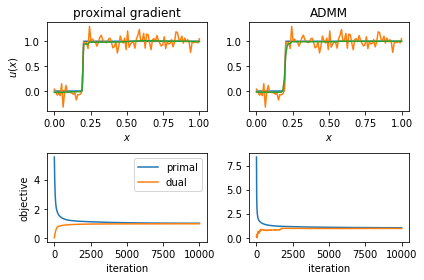 proximal gradient
ADMM
1.0
0.5
0.0
u(x)
0.00 0.25 0.50 0.75 1.00
x
1.0
0.5
0.0
0.00 0.25 0.50 0.75 1.00
x
4
2
0
objective
primal
dual
0 2500 5000 7500 10000
iteration
7.5
5.0
2.5
0.0
0 2500 5000 7500 10000
iteration